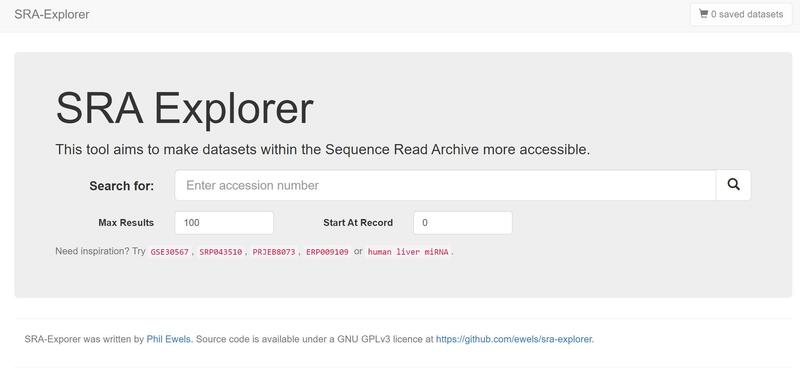 SRA-Explorer
0 saved datasets
SRA Explorer
This tool aims to make datasets within the Sequence Read Archive more accessible.
Search for: Enter accession number
Max Results 100 Start At Record 0
Need inspiration? Try GSE30567, SRP043510, PRJEB8073, ERP009109 or human liver miRNA.
SRA-Exporer was written by Phil Ewels. Source code is available under a GNU GPLv3 licence at https://github.com/ewels/sra-explorer.